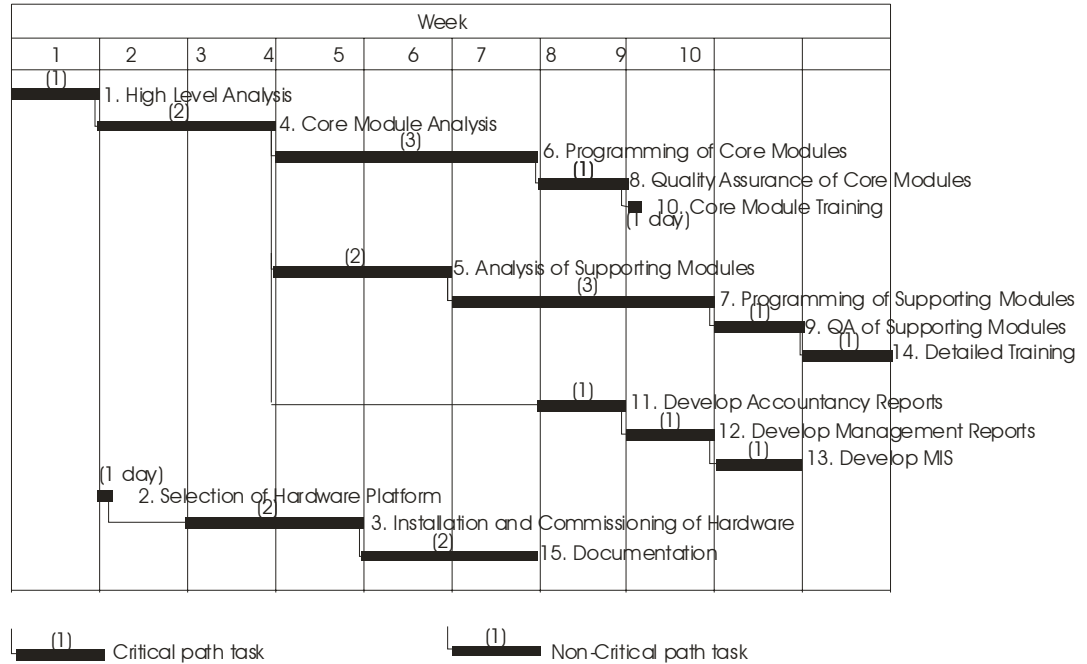 Week
1 2 3 4 5 6 7 8 9 10
(1)
1. High Level Analysis
(2)
4. Core Module Analysis
(3)
6. Programming of Core Modules
(1)
8. Quality Assurance of Core Modules
10. Core Module Training
(1 day)
(2)
5. Analysis of Supporting Modules
(3)
7. Programming of Supporting Modules
(1)
9. QA of Supporting Modules
(1)
14. Detailed Training
(1)
11. Develop Accountancy Reports
(1)
12. Develop Management Reports
(1)
13. Develop MIS
(1 day)
2. Selection of Hardware Platform
(2)
3. Installation and Commissioning of Hardware
(2)
15. Documentation
(1)
Critical path task
(1)
Non-Critical path task